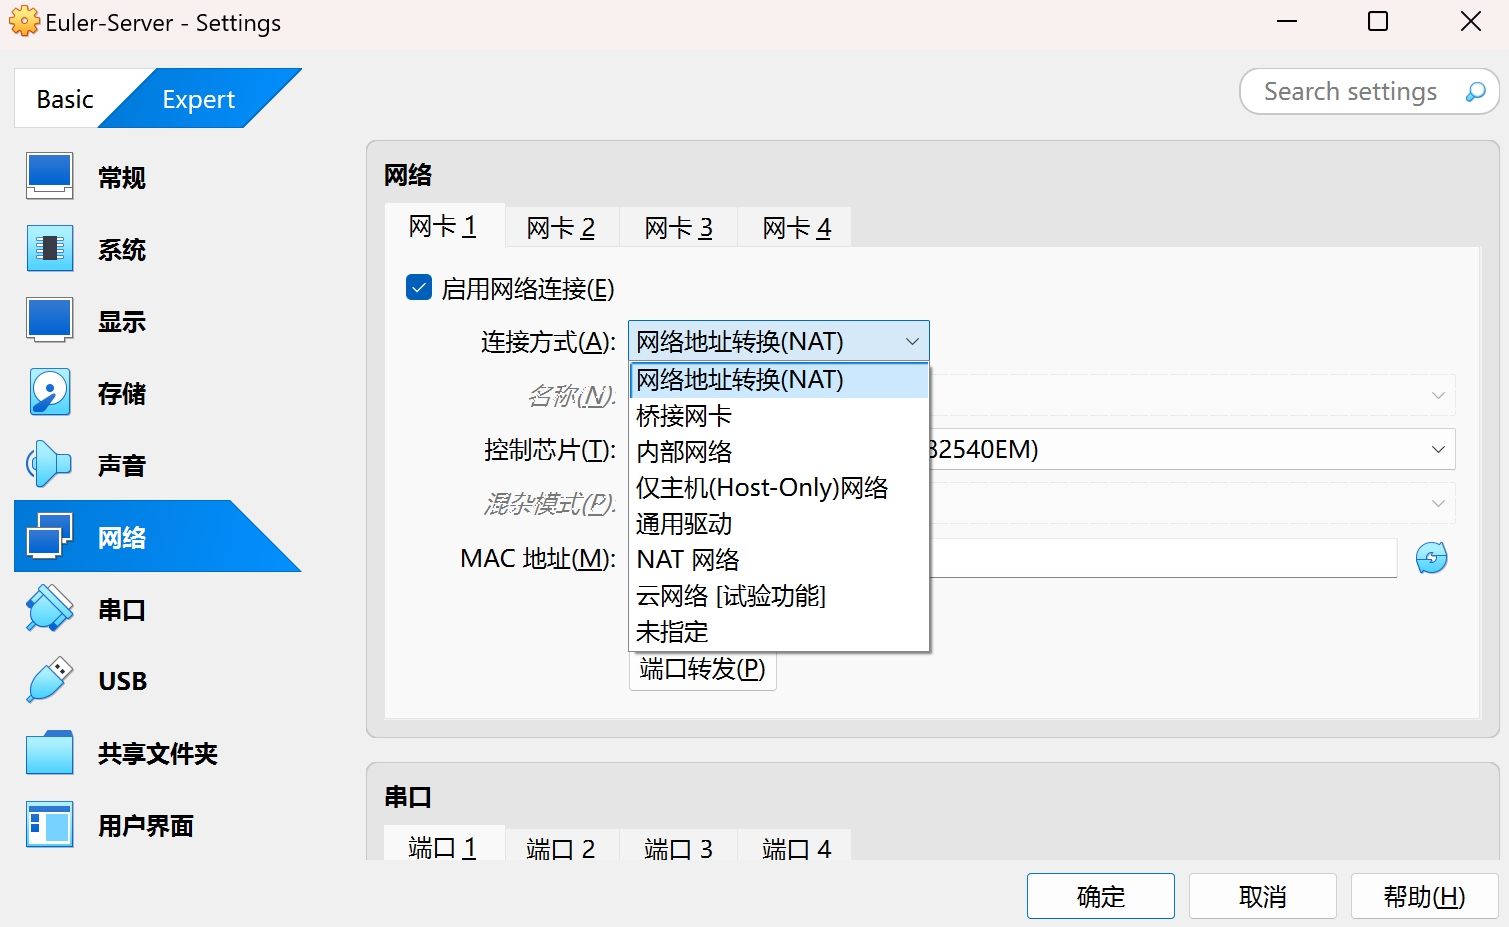 Euler-Server - Settings
Basic
Expert
Search settings
常规
系统
显示
存储
声音
网络
串口
USB
共享文件夹
用户界面
网络
网卡 1
网卡 2
网卡 3
网卡 4
启用网络连接(E)
连接方式(A):
网络地址转换(NAT)
网络地址转换(NAT)
桥接网卡
内部网络
仅主机(Host-Only)网络
通用驱动
NAT 网络
云网络 [试验功能]
未指定
名称(N):
控制芯片(T):
82540EM)
混杂模式(P):
MAC 地址(M):
端口转发(P)
串口
端口 1
端口 2
端口 3
端口 4
确定
取消
帮助(H)